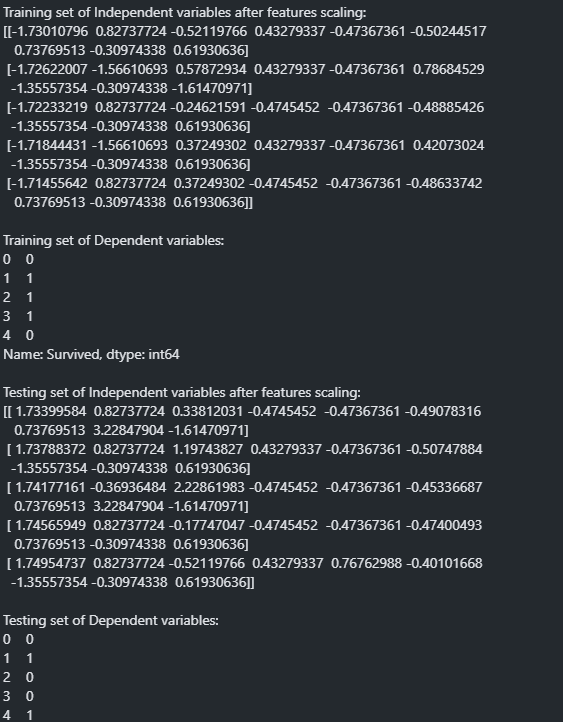 Training set of Independent variables after features scaling:
[[-1.73010796 0.82737724 -0.52119766 0.43279337 -0.47367361 -0.50244517
0.73769513 -0.30974338 0.61930636]
[-1.72622007 -1.56610693 0.57872934 0.43279337 -0.47367361 0.78684529
-1.35557354 -0.30974338 -1.61470971]
[-1.72233219 0.82737724 -0.24621591 -0.4745452 -0.47367361 -0.48885426
-1.35557354 -0.30974338 0.61930636]
[-1.71844431 -1.56610693 0.37249302 0.43279337 -0.47367361 0.42073024
-1.35557354 -0.30974338 0.61930636]
[-1.71455642 0.82737724 0.37249302 -0.4745452 -0.47367361 -0.48633742
0.73769513 -0.30974338 0.61930636]]
Training set of Dependent variables:
0 0
1 1
2 1
3 1
4 0
Name: Survived, dtype: int64
Testing set of Independent variables after features scaling:
[[ 1.73399584 0.82737724 0.33812031 -0.4745452 -0.47367361 -0.49078316
0.73769513 3.22847904 -1.61470971]
[ 1.73788372 0.82737724 1.19743827 0.43279337 -0.47367361 -0.50747884
-1.35557354 -0.30974338 0.61930636]
[ 1.74177161 -0.36936484 2.22861983 -0.4745452 -0.47367361 -0.45336687
0.73769513 3.22847904 -1.61470971]
[ 1.74565949 0.82737724 -0.17747047 -0.4745452 -0.47367361 -0.47400493
0.73769513 -0.30974338 0.61930636]
[ 1.74954737 0.82737724 -0.52119766 0.43279337 0.76762988 -0.40101668
-1.35557354 -0.30974338 0.61930636]]
Testing set of Dependent variables:
0 0
1 1
2 0
3 0
4 1